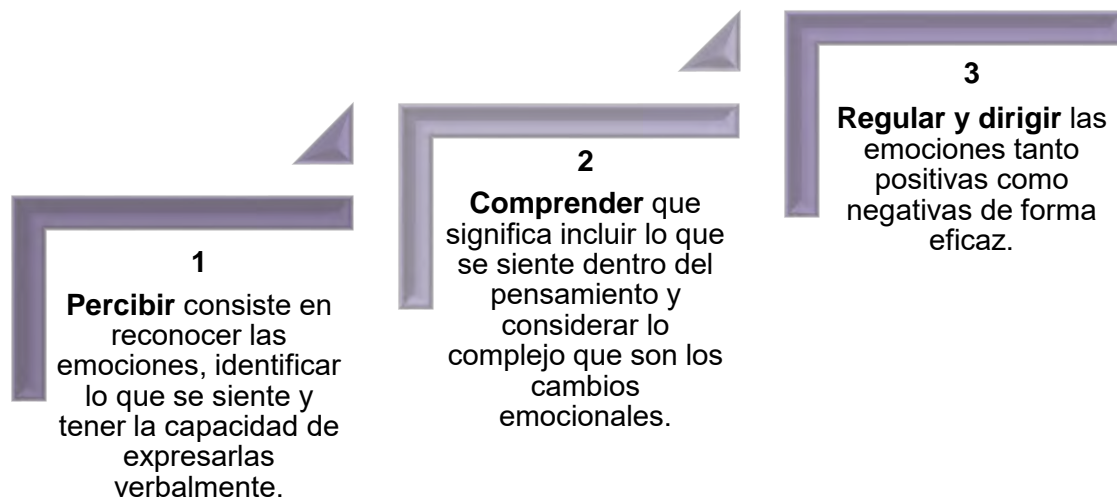 1
Percibir consiste en
reconocer las
emociones, identificar
lo que se siente y
tener la capacidad de
expresarlas
verbalmente.
2
Comprender que
significa incluir lo que
se siente dentro del
pensamiento y
considerar lo
complejo que son los
cambios
emocionales.
3
Regular y dirigir las
emociones tanto
positivas como
negativas de forma
eficaz.